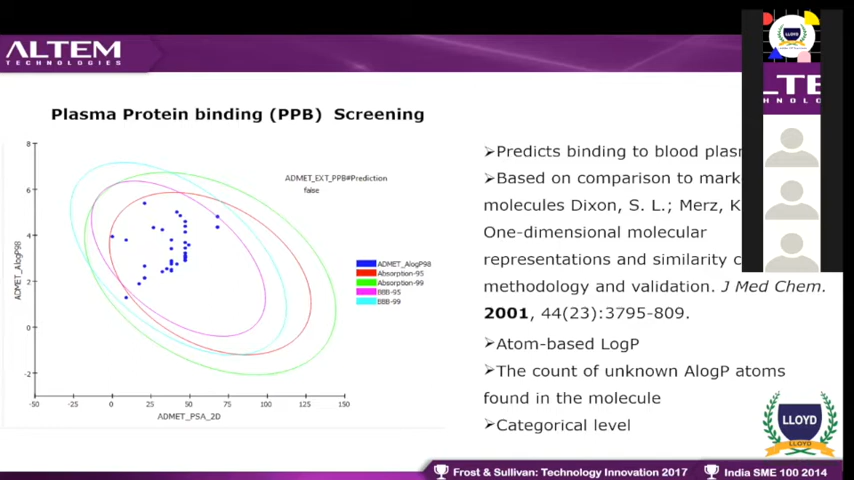 ALTEM
TECHNOLOGIES
LLOYD
LTE
HNOLO
Plasma Protein binding (PPB) Screening
8
6
4
2
0
-2
-50
-25
0
25
50
75
100
125
150
ADMET_AlogP98
ADMET_PSA_2D
ADMET_EXT_PPB#Prediction
false
ADMET_AlogP98
Absorption-95
Absorption-99
BBB-95
BBB-99
➢Predicts binding to blood plasm
➢Based on comparison to mark
molecules Dixon, S. L.; Merz, K
One-dimensional molecular
representations and similarity c
methodology and validation. J Med Chem.
2001, 44(23):3795-809.
➢Atom-based LogP
➢The count of unknown AlogP atoms
found in the molecule
➢Categorical level
LLOYD
LLOYD
Frost & Sullivan: Technology Innovation 2017
India SME 100 2014